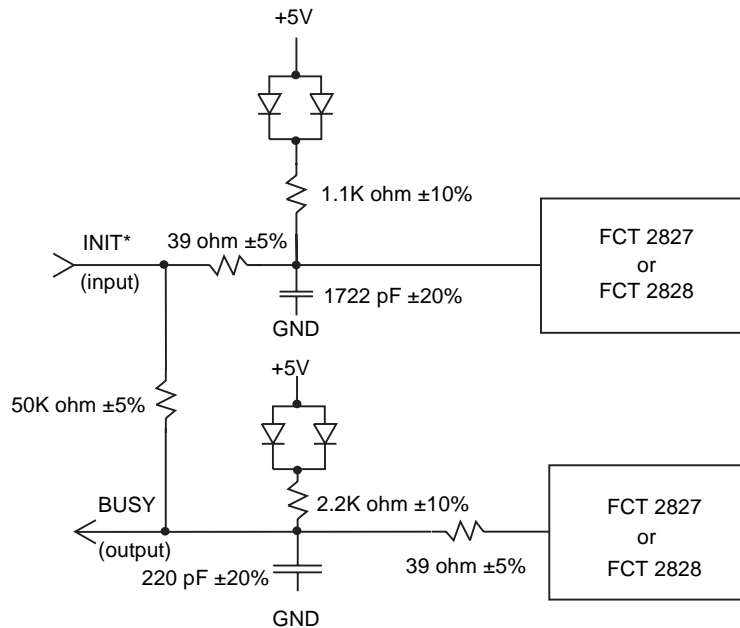 +5V
1.1K ohm ±10%
INIT*
(input)
39 ohm ±5%
FCT 2827
or
FCT 2828
1722 pF ±20%
GND
+5V
50K ohm ±5%
2.2K ohm ±10%
BUSY
(output)
220 pF ±20%
39 ohm ±5%
FCT 2827
or
FCT 2828
GND